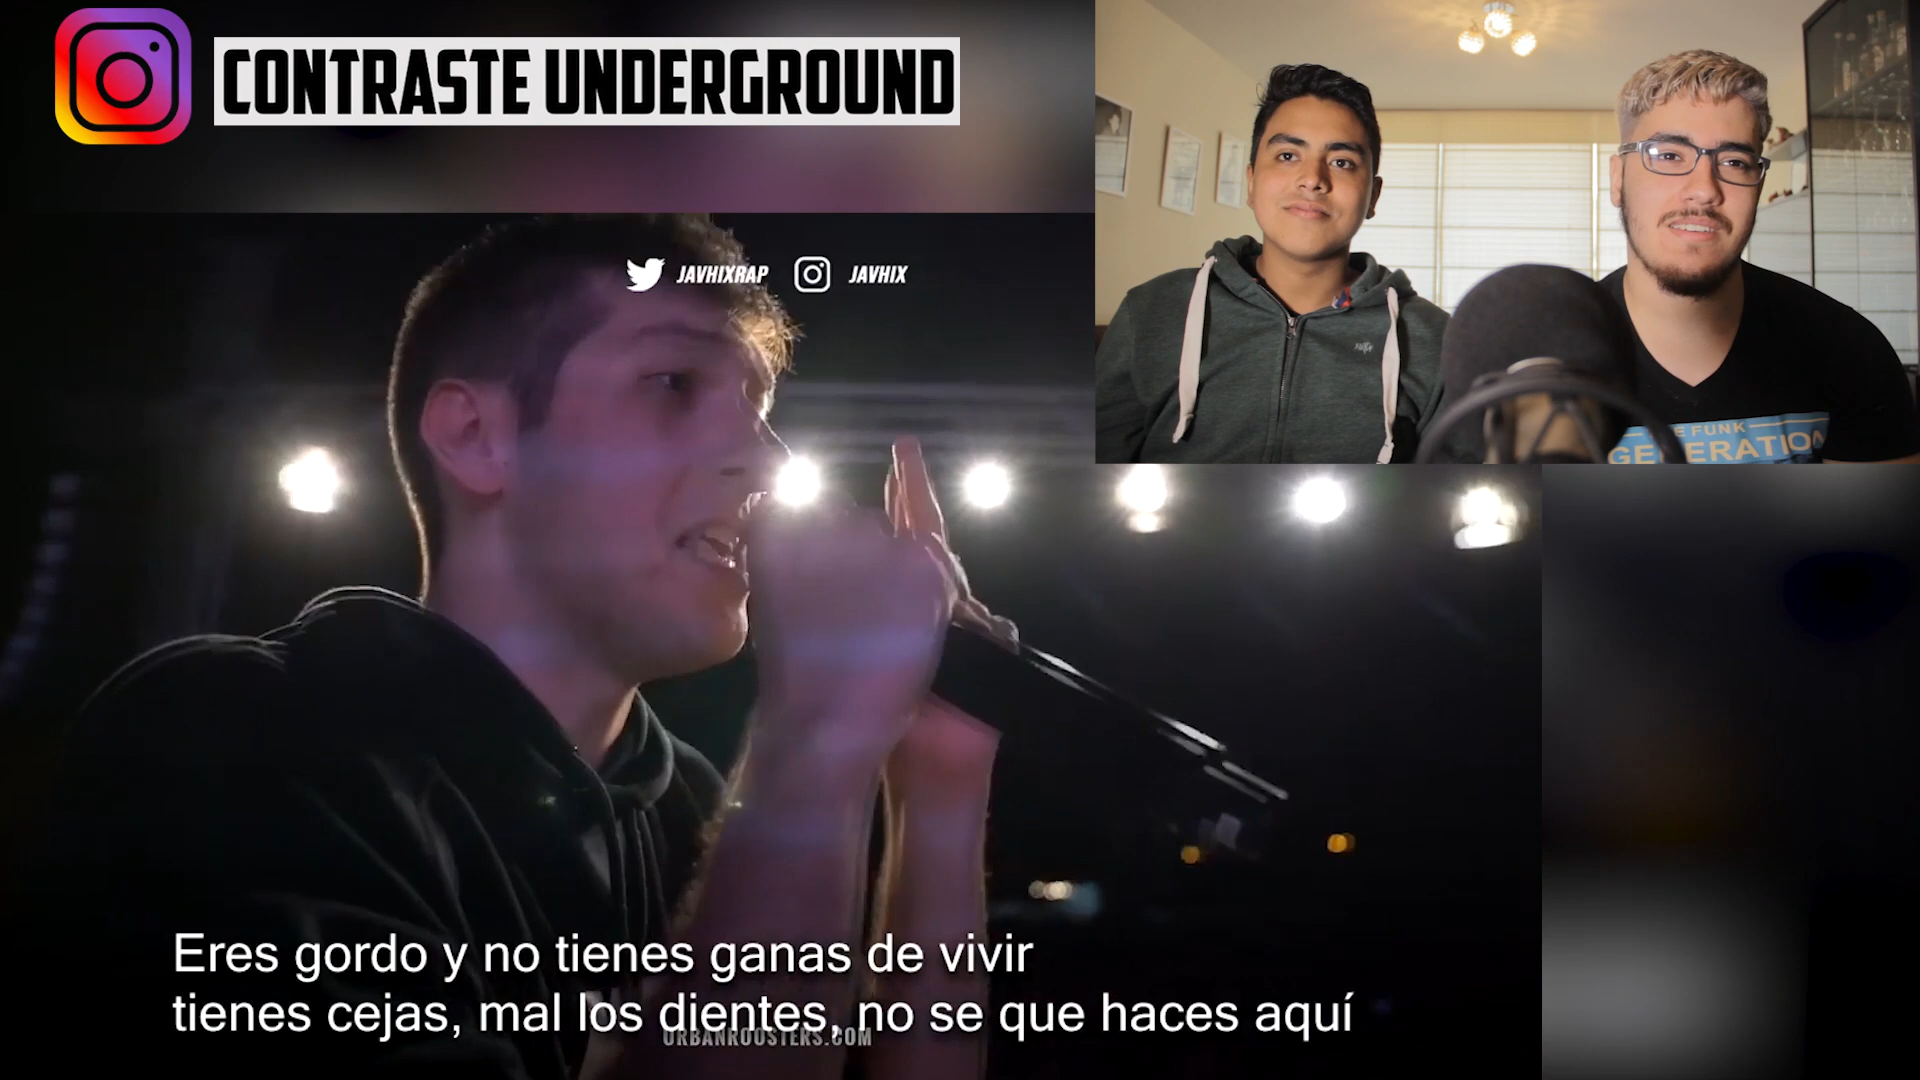 CONTRASTE UNDERGROUND
JAVHIXRAP JAVHIX
E FUNK
GENERATION
Eres gordo y no tienes ganas de vivir
tienes cejas, mal los dientes, no se que haces aquí
URBANROOSTERS.COM